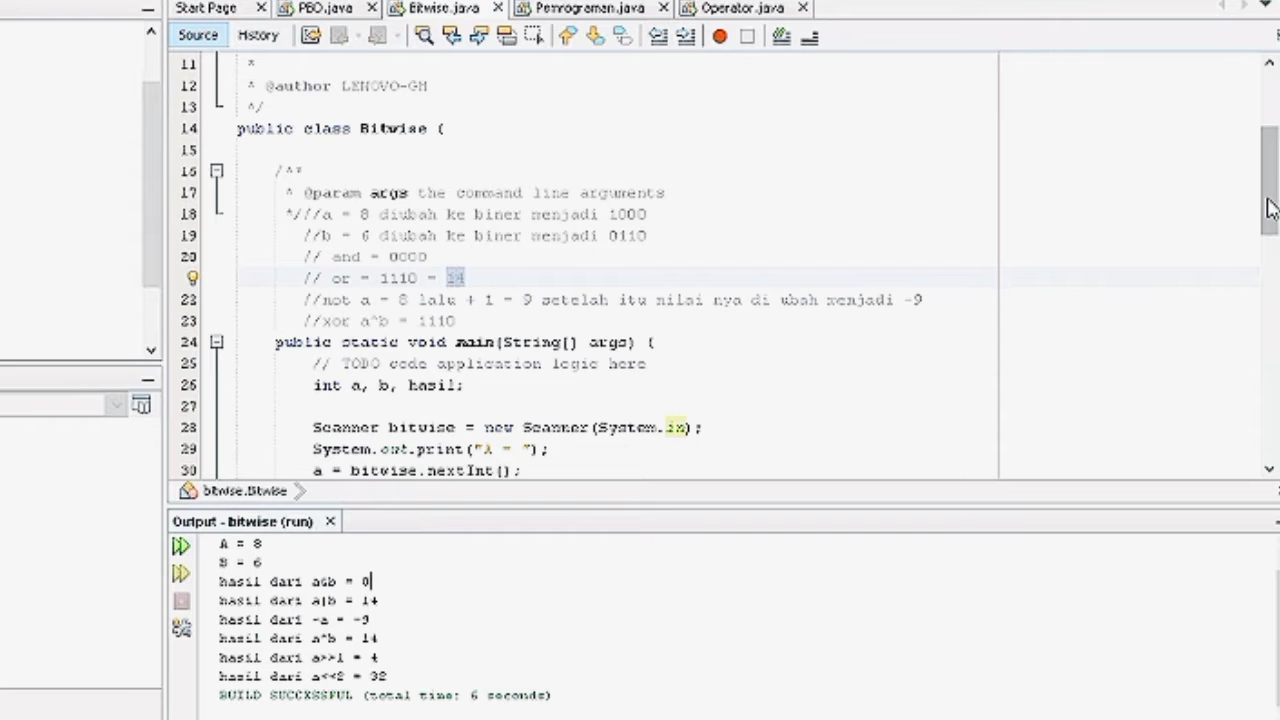 Start Page PBO.java Bitwise.java Pemrograman.java Operator.java
Source History
11 *
12 * @author LENOVO-GM
13 */
14 public class Bitwise {
15
16 /**
17 * @param args the command line arguments
18 *///a = 8 diubah ke biner menjadi 1000
19 //b = 6 diubah ke biner menjadi 0110
20 // and = 0000
// or = 1110 = 14
22 //not a = 8 lalu + 1 = 9 setelah itu nilai nya di ubah menjadi -9
23 //xor a^b = 1110
24 public static void main(String[] args) {
25 // TODO code application logic here
26 int a, b, hasil;
27
28 Scanner bitwise = new Scanner(System.in);
29 System.out.print("A = ");
30 a = bitwise.nextInt();
bitwise.Bitwise
Output - bitwise (run)
A = 8
B = 6
hasil dari a&b = 0
hasil dari a|b = 14
hasil dari ~a = -9
hasil dari a^b = 14
hasil dari a>>1 = 4
hasil dari a<<2 = 32
BUILD SUCCESSFUL (total time: 6 seconds)